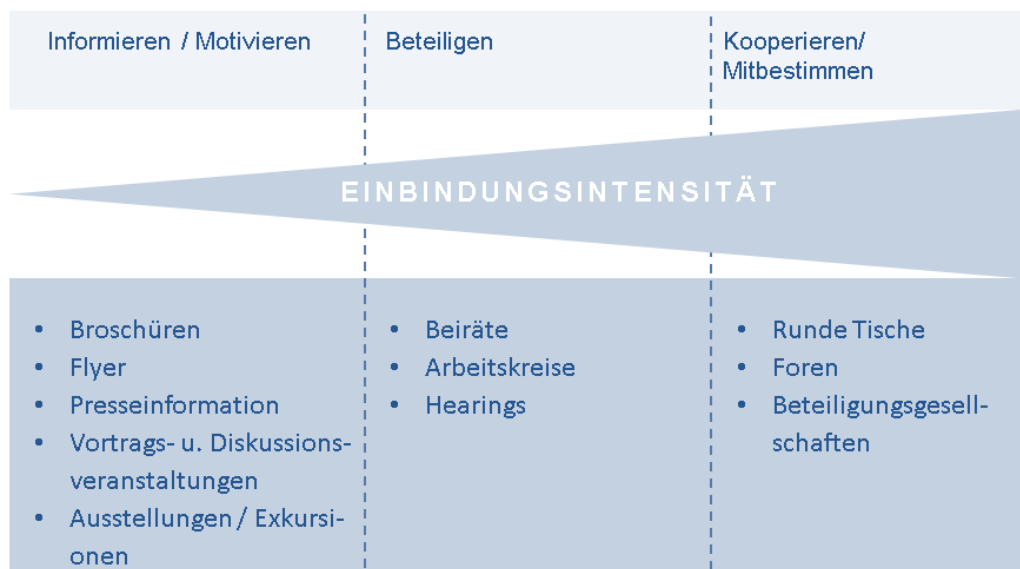 Informieren / Motivieren
Beteiligen
Kooperieren/
Mitbestimmen
EINBINDUNGSINTENSITÄT
• Broschüren
• Flyer
• Presseinformation
• Vortrags- u. Diskussions-
veranstaltungen
• Ausstellungen / Exkursi-
onen
• Beiräte
• Arbeitskreise
• Hearings
• Runde Tische
• Foren
• Beteiligungsgesell-
schaften